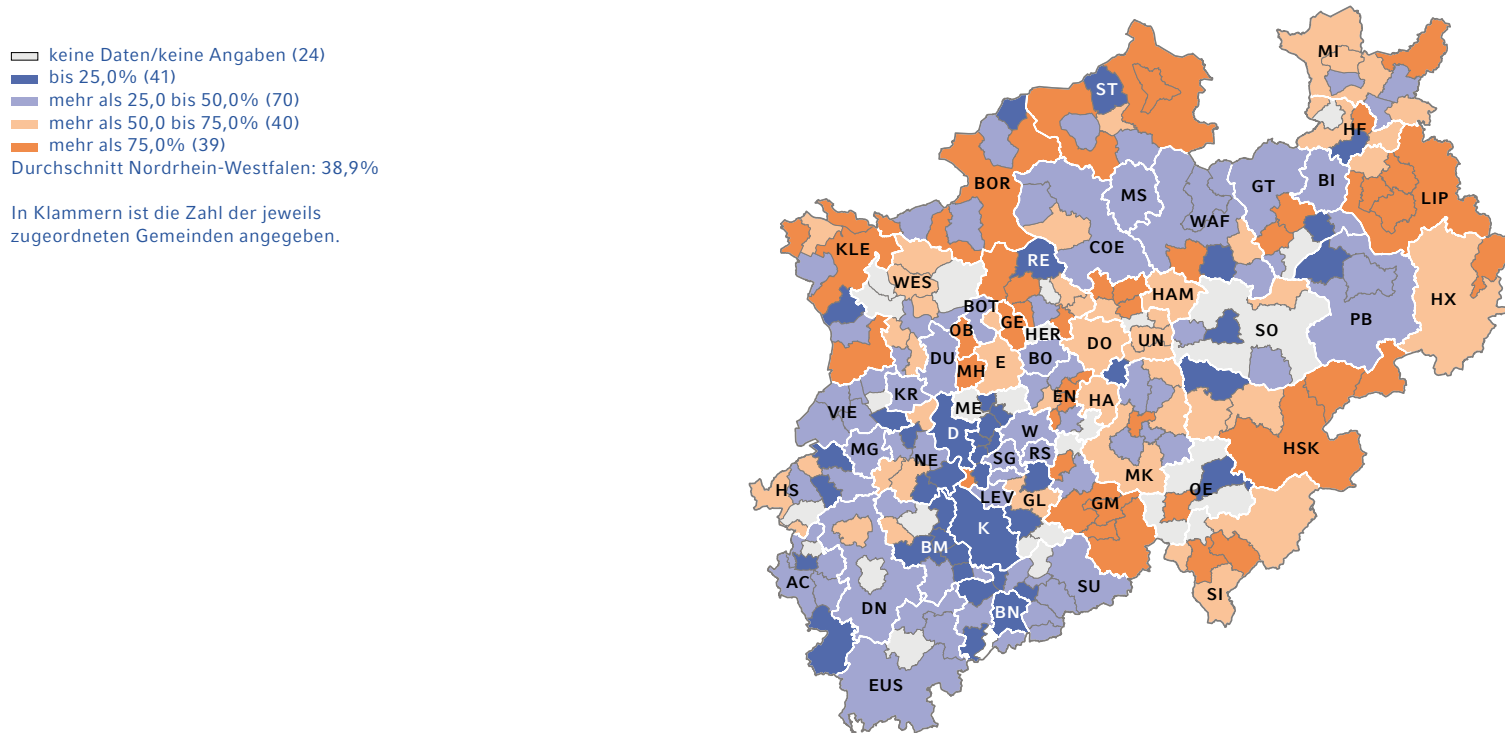 keine Daten/keine Angaben (24)
bis 25,0% (41)
mehr als 25,0 bis 50,0% (70)
mehr als 50,0 bis 75,0% (40)
mehr als 75,0% (39)
Durchschnitt Nordrhein-Westfalen: 38,9%
In Klammern ist die Zahl der jeweils
zugeordneten Gemeinden angegeben.
MI
ST
HF
BOR
MS
GT
BI
LIP
WAF
KLE
COE
RE
WES
HAM
HX
BOT
OB
GE
HER
DO
UN
SO
PB
DU
MH
E
BO
KR
ME
EN
HA
VIE
D
W
MG
NE
SG
RS
HSK
MK
HS
LEV
GL
GM
OE
K
BM
AC
DN
BN
SU
SI
EUS